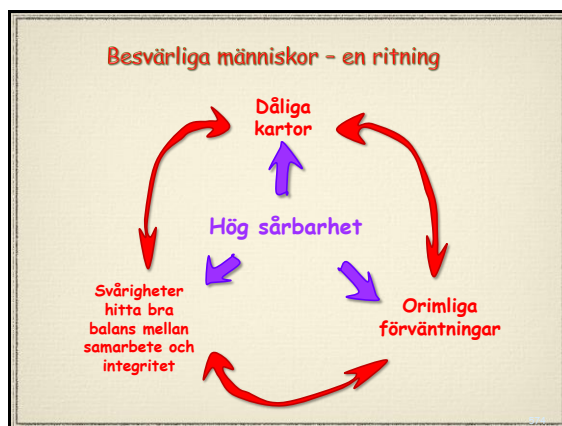 Besvärliga människor – en ritning
Dåliga
kartor
Hög sårbarhet
Svårigheter
hitta bra
balans mellan
samarbete och
integritet
Orimliga
förväntningar